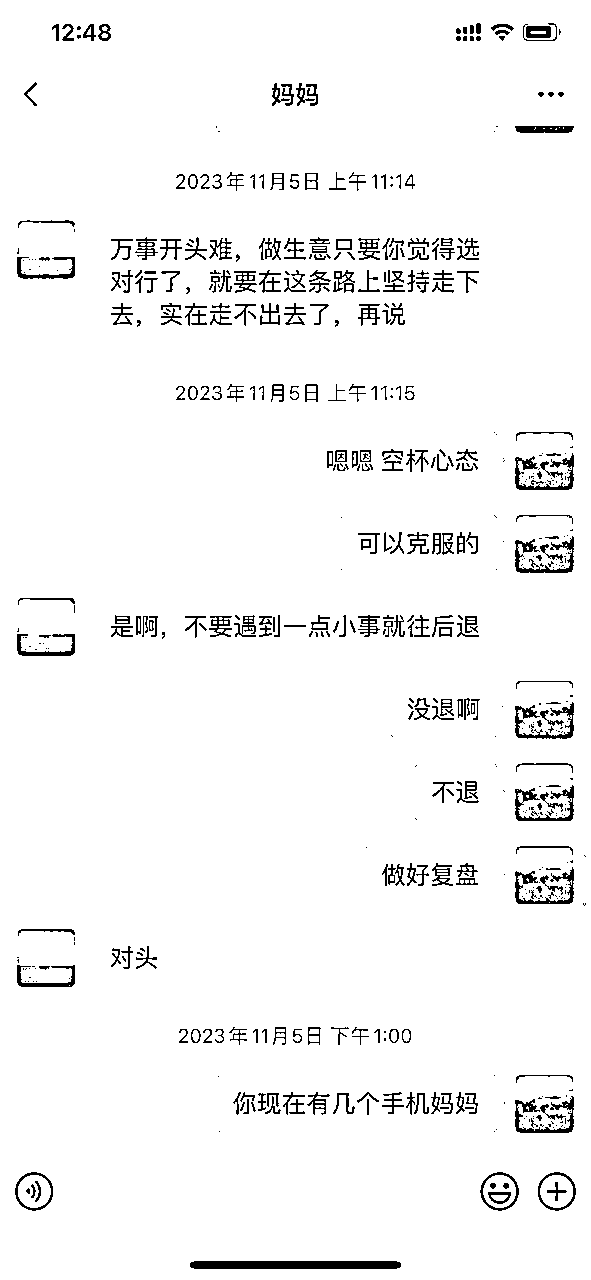 12:48
妈妈
2023年11月5日 上午11:14
万事开头难，做生意只要你觉得选
对行了，就要在这条路上坚持走下
去，实在走不出去了，再说
2023年11月5日 上午11:15
嗯嗯 空杯心态
可以克服的
是啊，不要遇到一点小事就往后退
没退啊
不退
做好复盘
对头
2023年11月5日 下午1:00
你现在有几个手机妈妈